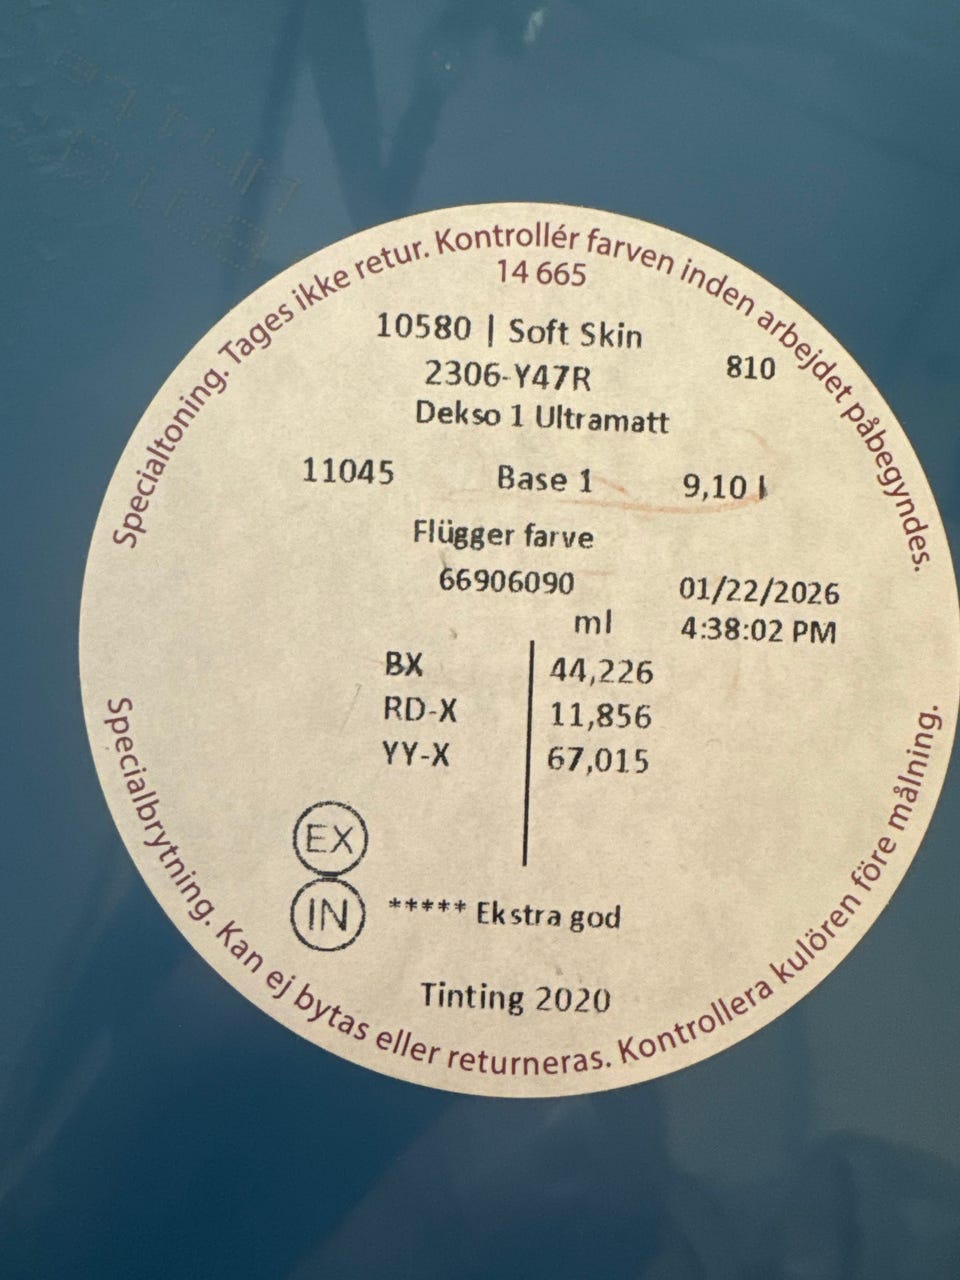 Specialtoning. Tages ikke retur. Kontrollér farven inden arbejdet påbegyndes.
14 665
10580 | Soft Skin
2306-Y47R
810
Dekso 1 Ultramatt
11045 Base 1 9,10 l
Flügger farve
66906090 01/22/2026
ml 4:38:02 PM
BX 44,226
RD-X 11,856
YY-X 67,015
EX
IN ***** Ekstra god
Tinting 2020
Specialbrytning. Kan ej bytas eller returneras. Kontrollera kulören före målning.